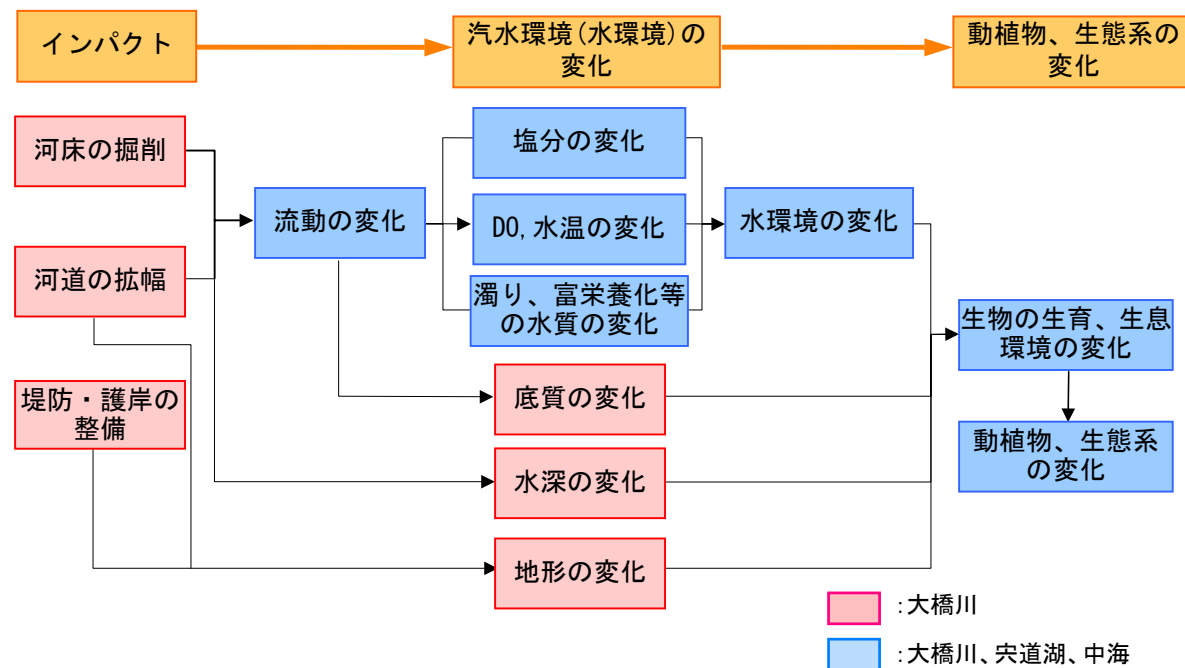 インパクト
汽水環境(水環境)の
変化
動植物、生態系の
変化
河床の掘削
河道の拡幅
堤防・護岸の
整備
流動の変化
塩分の変化
DO,水温の変化
濁り、富栄養化等
の水質の変化
水環境の変化
底質の変化
水深の変化
地形の変化
生物の生育、生息
環境の変化
動植物、生態系
の変化
:大橋川
:大橋川、宍道湖、中海